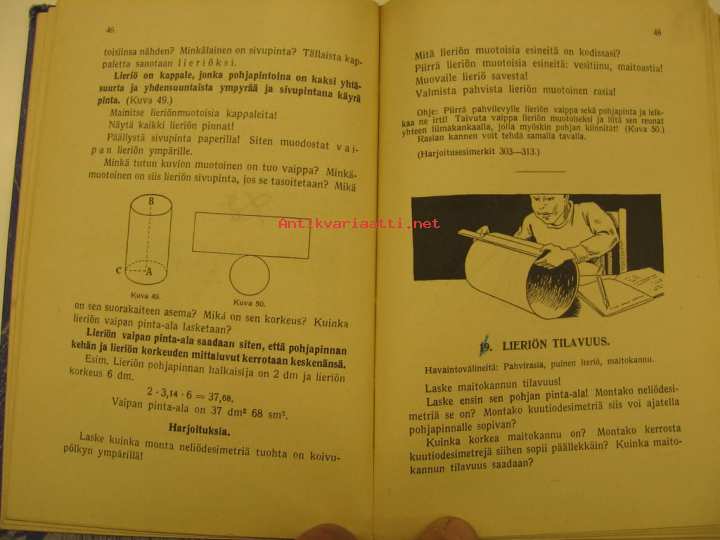 46
toisiinsa nähden? Minkälainen on sivupinta? Tällaista kap-
paletta sanotaan lieriöksi.
Lieriö on kappale, jonka pohjapintoina on kaksi yhtä-
suurta ja yhdensuuntaista ympyrää ja sivupintana käyrä
pinta. (Kuva 49.)
Mainitse lieriönmuotoisia kappaleita!
Näytä kaikki lieriön pinnat!
Päällystä sivupinta paperilla! Siten muodostat vai-
pan lieriön ympärille.
Minkä tutun kuvion muotoinen on tuo vaippa? Minkä-
muotoinen on siis lieriön sivupinta, jos se tasoitetaan? Mikä
B
C
A
Kuva 49.
Kuva 50.
on sen suorakaiteen asema? Mikä on sen korkeus? Kuinka
lieriön vaipan pinta-ala lasketaan?
Lieriön vaipan pinta-ala saadaan siten, että pohjapinnan
kehän ja lieriön korkeuden mittaluvut kerrotaan keskenänsä.
Esim. Lieriön pohjapinnan halkaisija on 2 dm ja lieriön
korkeus 6 dm.
2 · 3,14 · 6 = 37,68.
Vaipan pinta-ala on 37 dm² 68 sm².
Harjoituksia.
Laske kuinka monta neliödesimetriä tuohta on koivu-
pölkyn ympärillä!
Mitä lieriön muotoisia esineitä on kodissasi?
Piirrä lieriön muotoisia esineitä: vesitiinu, maitoastia!
Muovaile lieriö savesta!
Valmista pahvista lieriön muotoinen rasia!
Ohje: Piirrä pahvilevylle lieriön vaippa sekä pohjapinta ja leik-
kaa ne irti! Taivuta vaippa lieriön muotoiseksi ja liitä sen reunat
yhteen liimakankaalla, jolla myöskin pohjan kiinnität! (Kuva 50.)
Rasian kannen voit tehdä samalla tavalla.
(Harjoitusesimerkit 303—313.)
Antikvariaatti.net
LIERIÖN TILAVUUS.
Havaintovälineitä: Pahvirasia, puinen lieriö, maitokannu.
Laske maitokannun tilavuus!
Laske ensin sen pohjan pinta-ala! Montako neliödesi-
metriä se on? Montako kuutiodesimetriä siis voi ajatella
pohjapinnalle sopivan?
Kuinka korkea maitokannu on? Montako kerrosta
kuutiodesimetrejä siihen sopii päällekkäin? Kuinka maito-
kannun tilavuus saadaan?